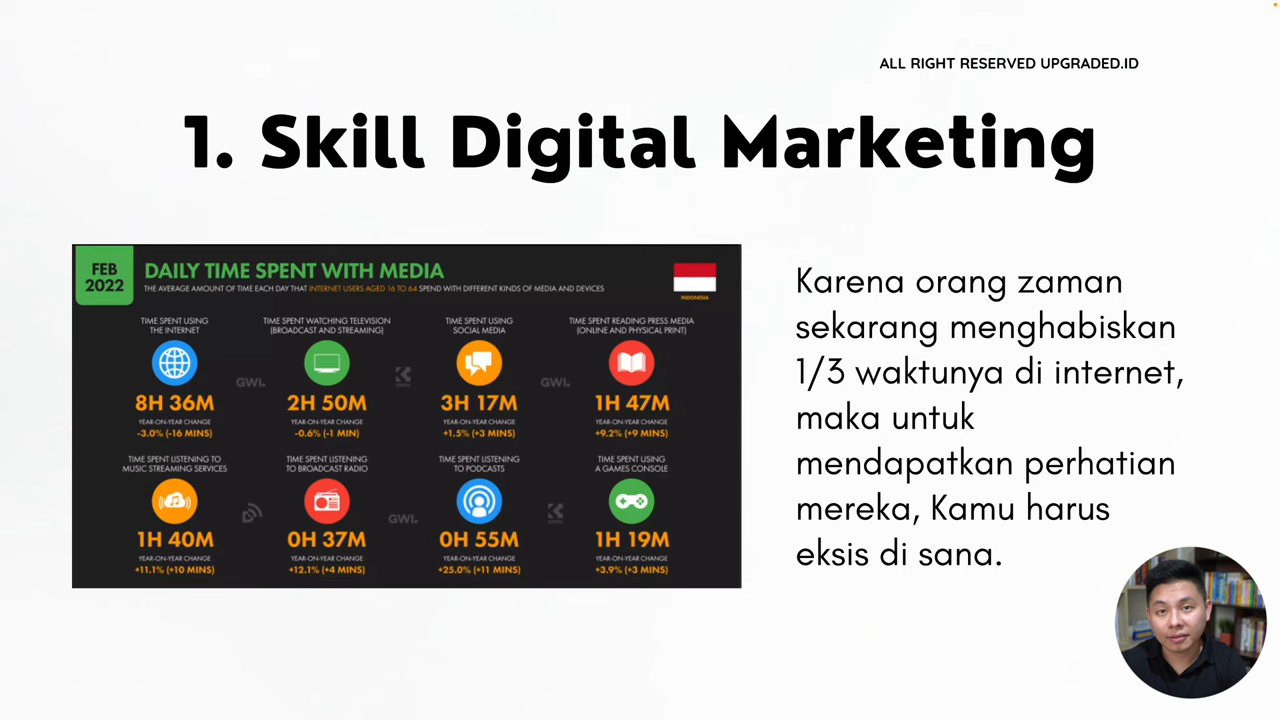 ALL RIGHT RESERVED UPGRADED.ID
1. Skill Digital Marketing
FEB
2022
DAILY TIME SPENT WITH MEDIA
THE AVERAGE AMOUNT OF TIME EACH DAY THAT INTERNET USERS AGED 16 TO 64 SPEND WITH DIFFERENT KINDS OF MEDIA AND DEVICES
INDONESIA
TIME SPENT USING
THE INTERNET
8H 36M
YEAR-ON-YEAR CHANGE
-3.0% (-16 MINS)
TIME SPENT WATCHING TELEVISION
(BROADCAST AND STREAMING)
2H 50M
YEAR-ON-YEAR CHANGE
-0.6% (-1 MIN)
TIME SPENT USING
SOCIAL MEDIA
3H 17M
YEAR-ON-YEAR CHANGE
+1.5% (+3 MINS)
TIME SPENT READING PRESS MEDIA
(ONLINE AND PHYSICAL PRINT)
1H 47M
YEAR-ON-YEAR CHANGE
+9.2% (+9 MINS)
GWI.
GWI.
TIME SPENT LISTENING TO
MUSIC STREAMING SERVICES
1H 40M
YEAR-ON-YEAR CHANGE
+11.1% (+10 MINS)
TIME SPENT LISTENING
TO BROADCAST RADIO
0H 37M
YEAR-ON-YEAR CHANGE
+12.1% (+4 MINS)
TIME SPENT LISTENING
TO PODCASTS
0H 55M
YEAR-ON-YEAR CHANGE
+25.0% (+11 MINS)
TIME SPENT USING
A GAMES CONSOLE
1H 19M
YEAR-ON-YEAR CHANGE
+3.9% (+3 MINS)
GWI.
Karena orang zaman
sekarang menghabiskan
1/3 waktunya di internet,
maka untuk
mendapatkan perhatian
mereka, Kamu harus
eksis di sana.